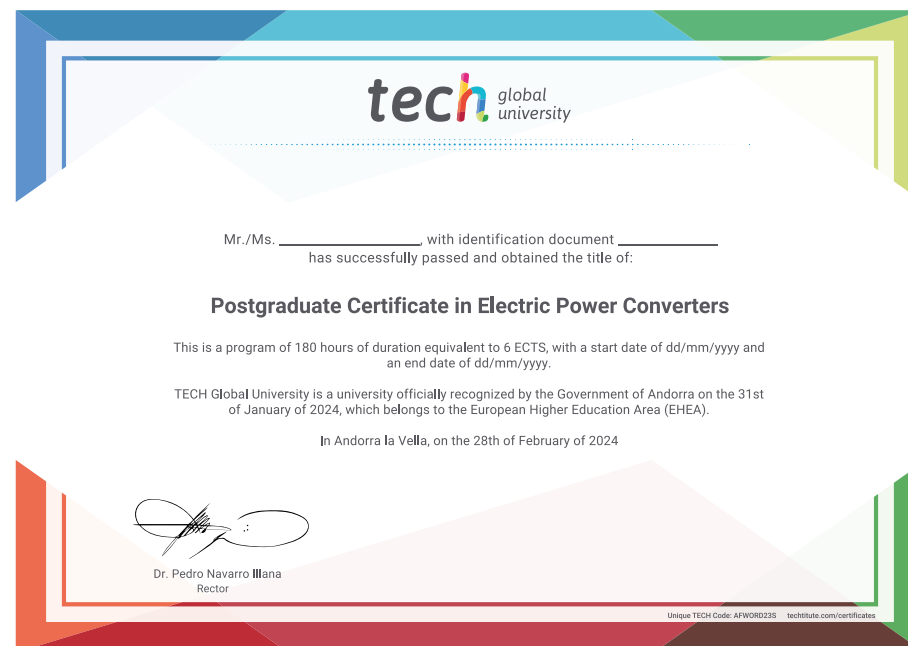 tech global university
Mr./Ms. ____________________, with identification document ______________
has successfully passed and obtained the title of:
Postgraduate Certificate in Electric Power Converters
This is a program of 180 hours of duration equivalent to 6 ECTS, with a start date of dd/mm/yyyy and
an end date of dd/mm/yyyy.
TECH Global University is a university officially recognized by the Government of Andorra on the 31st
of January of 2024, which belongs to the European Higher Education Area (EHEA).
In Andorra la Vella, on the 28th of February of 2024
Dr. Pedro Navarro Illana
Rector
Unique TECH Code: AFWORD23S techtitute.com/certificates